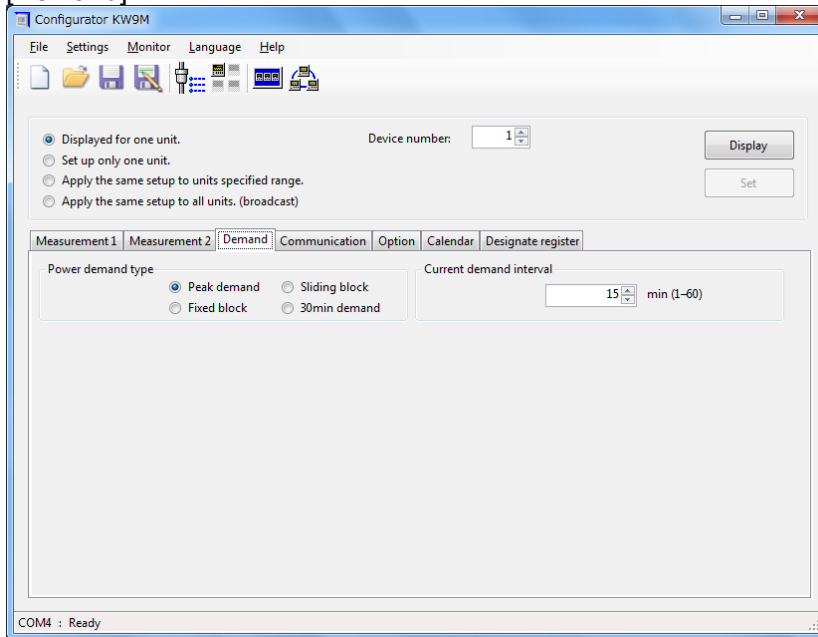 Configurator KW9M
File Settings Monitor Language Help
Displayed for one unit. Device number: 1
Display
Set up only one unit.
Apply the same setup to units specified range.
Set
Apply the same setup to all units. (broadcast)
Measurement 1 Measurement 2 Demand Communication Option Calendar Designate register
Power demand type Current demand interval
Peak demand Sliding block
15 min (1–60)
Fixed block 30min demand
COM4 : Ready